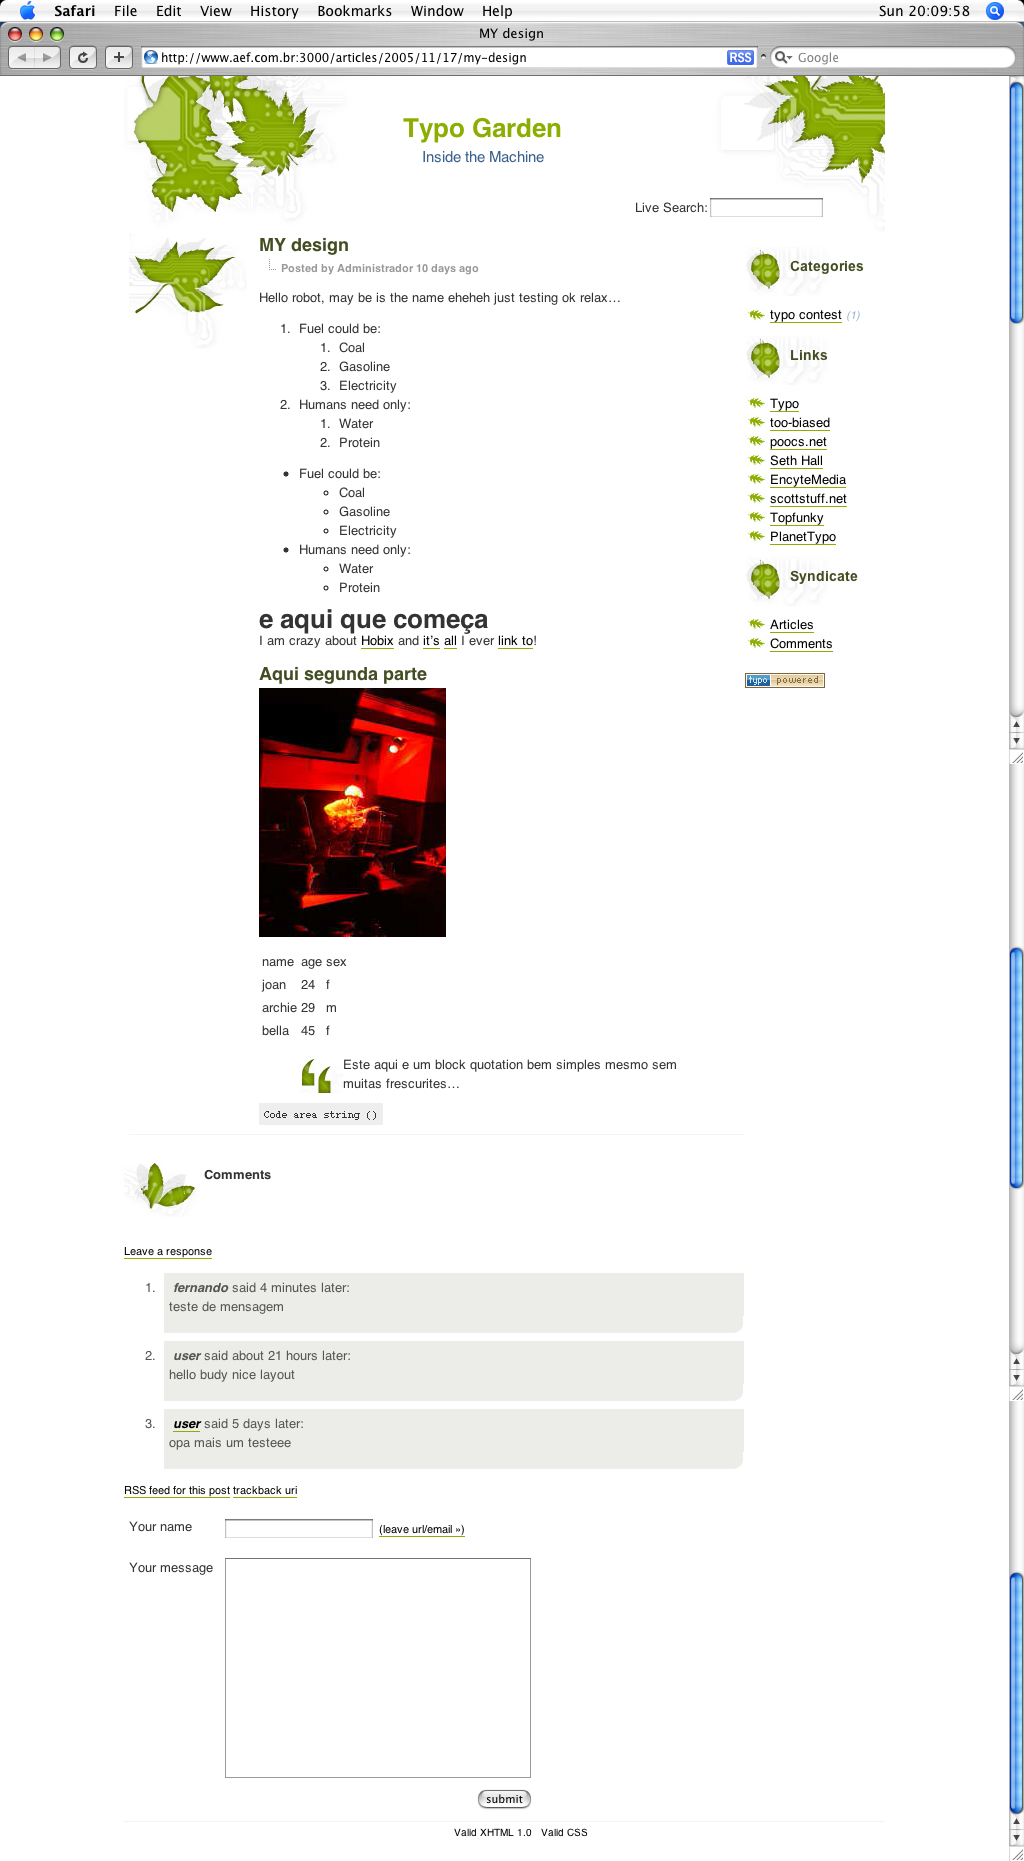 Safari File Edit View History Bookmarks Window Help Sun 20:09:58
MY design
http://www.aef.com.br:3000/articles/2005/11/17/my-design RSS Google
Typo Garden
Inside the Machine
Live Search:
MY design
Posted by Administrador 10 days ago
Hello robot, may be is the name eheheh just testing ok relax...
1. Fuel could be:
1. Coal
2. Gasoline
3. Electricity
2. Humans need only:
1. Water
2. Protein
• Fuel could be:
◦ Coal
◦ Gasoline
◦ Electricity
• Humans need only:
◦ Water
◦ Protein
e aqui que começa
I am crazy about Hobix and it's all I ever link to!
Aqui segunda parte
name age sex
joan 24 f
archie 29 m
bella 45 f
Este aqui e um block quotation bem simples mesmo sem
muitas frescurites...
Code area string ()
Categories
typo contest (1)
Links
Typo
too-biased
poocs.net
Seth Hall
EncyteMedia
scottstuff.net
Topfunky
PlanetTypo
Syndicate
Articles
Comments
typo powered
Comments
Leave a response
1. fernando said 4 minutes later:
teste de mensagem
2. user said about 21 hours later:
hello budy nice layout
3. user said 5 days later:
opa mais um testeee
RSS feed for this post trackback uri
Your name (leave url/email »)
Your message
submit
Valid XHTML 1.0 Valid CSS